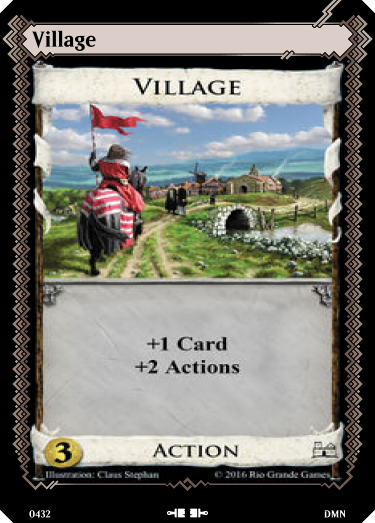 Village
VILLAGE
+1 Card
+2 Actions
3
ACTION
Illustration: Claus Stephan
© 2016 Rio Grande Games
0432
DMN